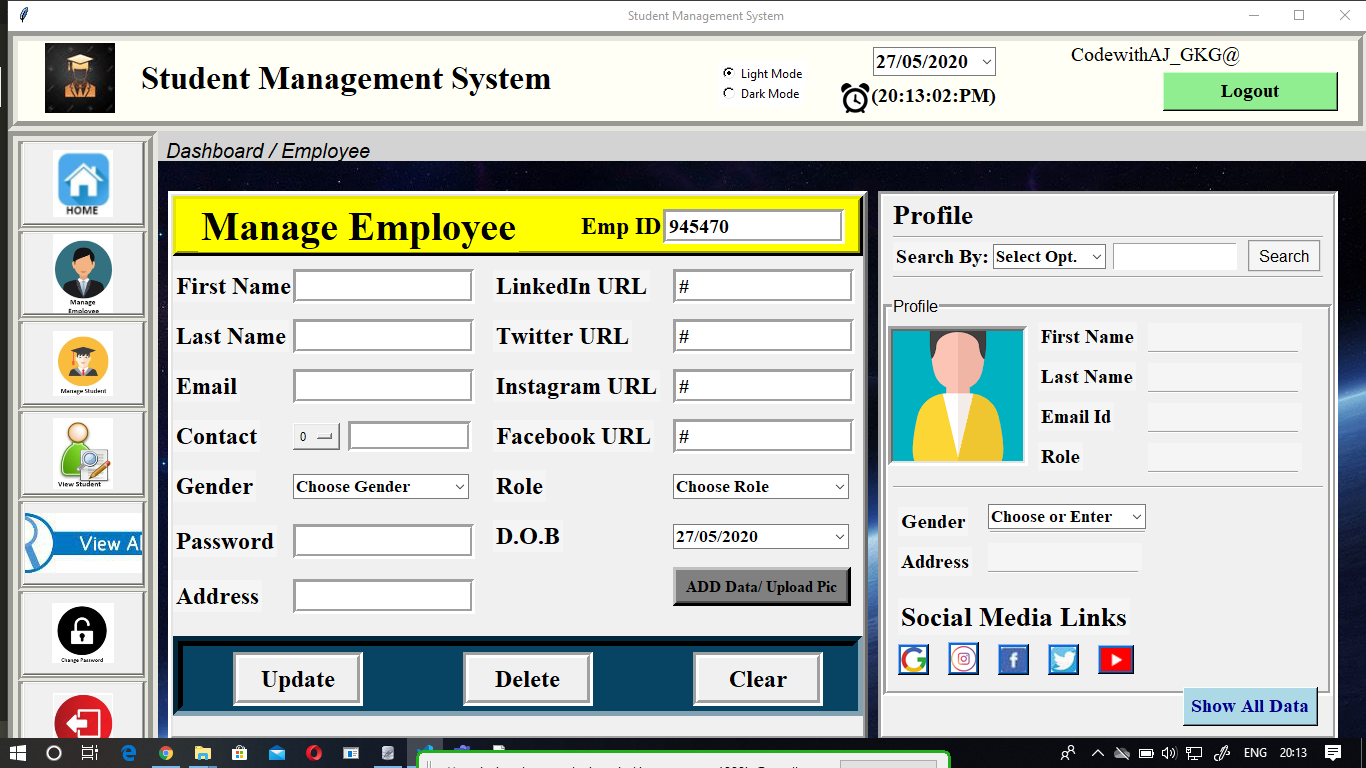 Student Management System
Student Management System
Light Mode
Dark Mode
27/05/2020
(20:13:02:PM)
CodewithAJ_GKG@
Logout
Dashboard / Employee
HOME
Manage
Employee
Manage Student
View Student
View Al
Change Password
Manage Employee
Emp ID 945470
First Name
LinkedIn URL #
Last Name
Twitter URL #
Email
Instagram URL #
Contact 0
Facebook URL #
Gender Choose Gender
Role Choose Role
Password
D.O.B 27/05/2020
Address
ADD Data/ Upload Pic
Update
Delete
Clear
Profile
Search By: Select Opt.
Search
Profile
First Name
Last Name
Email Id
Role
Gender Choose or Enter
Address
Social Media Links
Show All Data
ENG 20:13